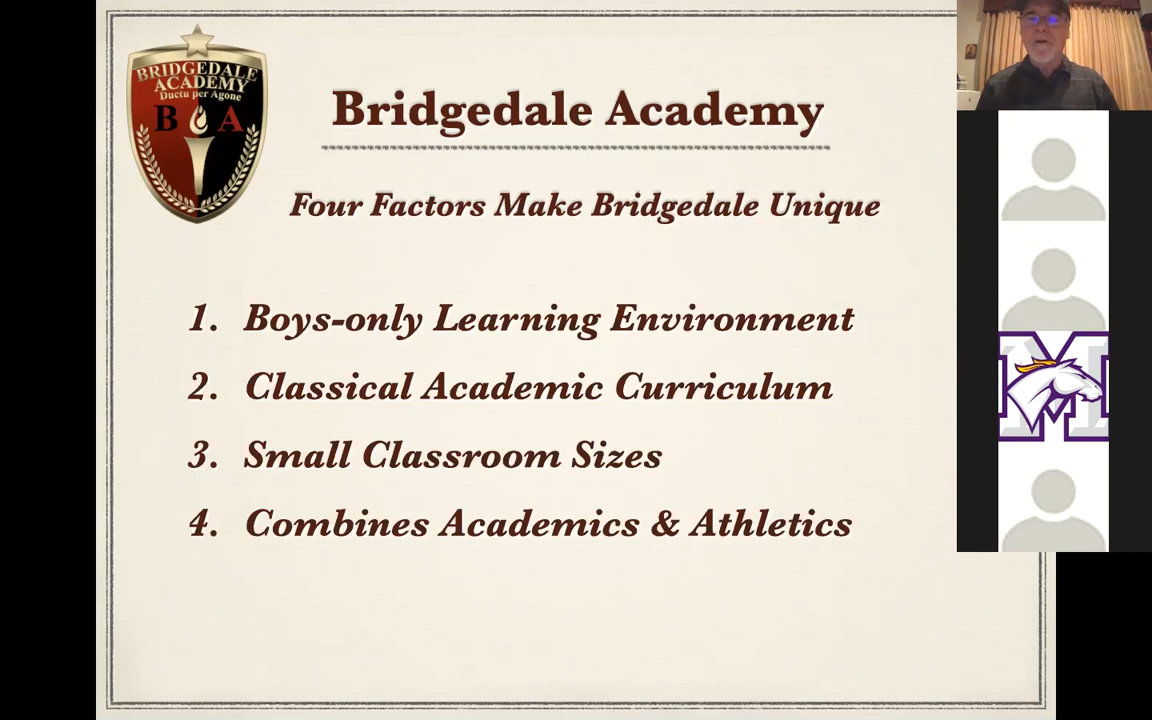 BRIDGEDALE
ACADEMY
Ductu per Agone
B A
Bridgedale Academy
Four Factors Make Bridgedale Unique
1. Boys-only Learning Environment
2. Classical Academic Curriculum
3. Small Classroom Sizes
4. Combines Academics & Athletics
M